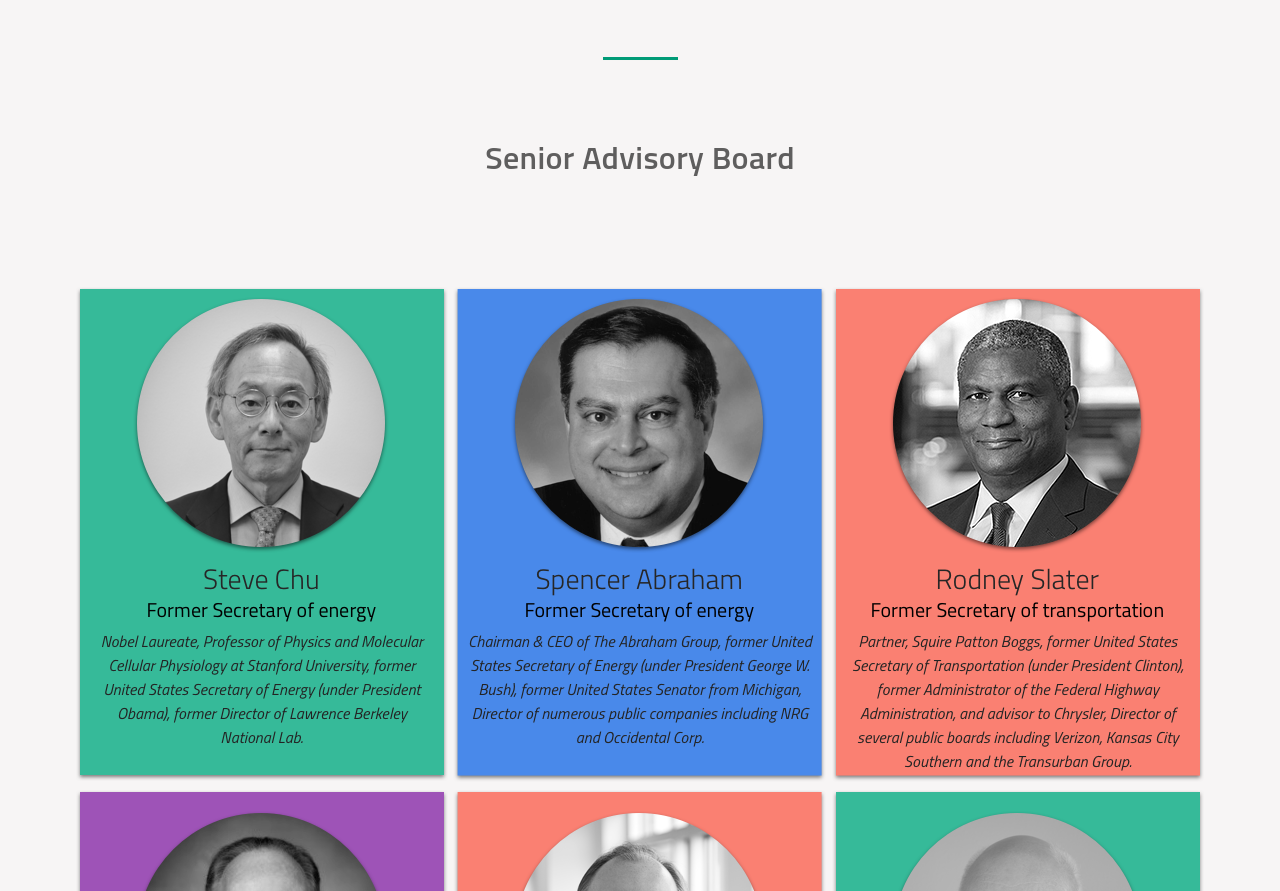 Senior Advisory Board
Steve Chu
Former Secretary of energy
Nobel Laureate, Professor of Physics and Molecular
Cellular Physiology at Stanford University, former
United States Secretary of Energy (under President
Obama), former Director of Lawrence Berkeley
National Lab.
Spencer Abraham
Former Secretary of energy
Chairman & CEO of The Abraham Group, former United
States Secretary of Energy (under President George W.
Bush), former United States Senator from Michigan,
Director of numerous public companies including NRG
and Occidental Corp.
Rodney Slater
Former Secretary of transportation
Partner, Squire Patton Boggs, former United States
Secretary of Transportation (under President Clinton),
former Administrator of the Federal Highway
Administration, and advisor to Chrysler, Director of
several public boards including Verizon, Kansas City
Southern and the Transurban Group.